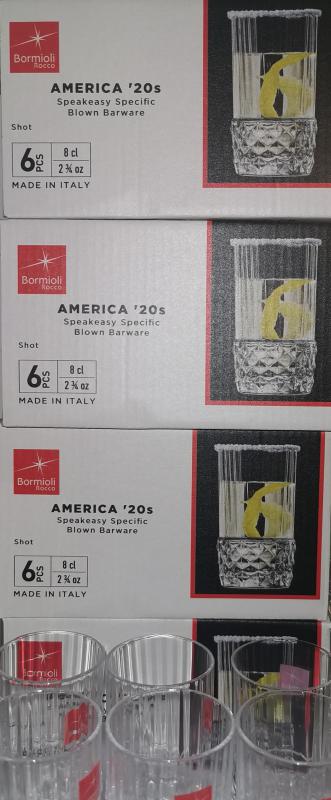 Bormioli
Rocco
AMERICA '20s
Speakeasy Specific
Blown Barware
Shot
6 PCS
8 cl
2 ¾ oz
MADE IN ITALY
Bormioli
Rocco
AMERICA '20s
Speakeasy Specific
Blown Barware
Shot
6 PCS
8 cl
2 ¾ oz
MADE IN ITALY
Bormioli
Rocco
AMERICA '20s
Speakeasy Specific
Blown Barware
Shot
6 PCS
8 cl
2 ¾ oz
MADE IN ITALY
Bormioli
Rocco